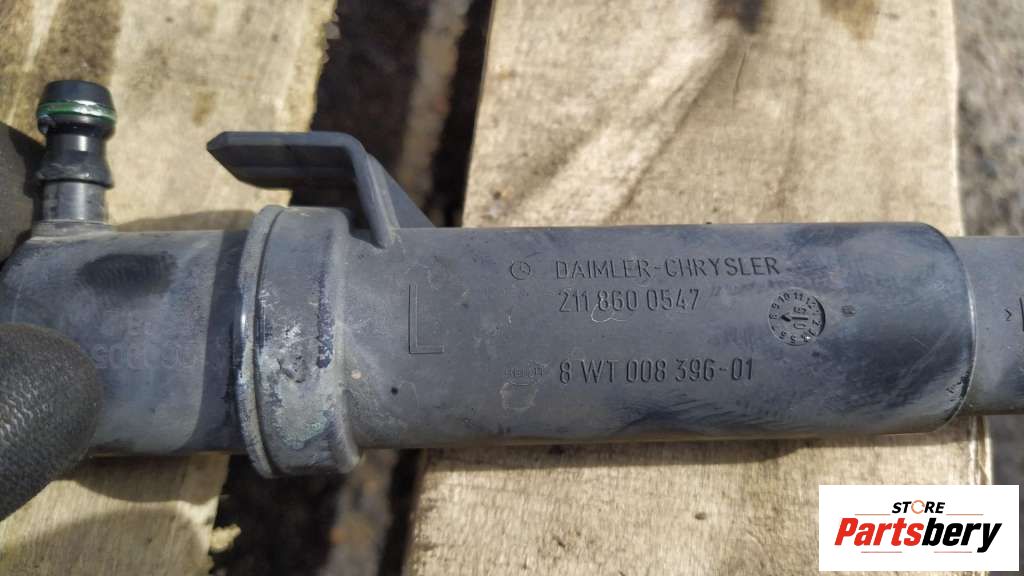 DAIMLER-CHRYSLER
211 860 0547
L
8 WT 008 396-01
STORE
Partsbery